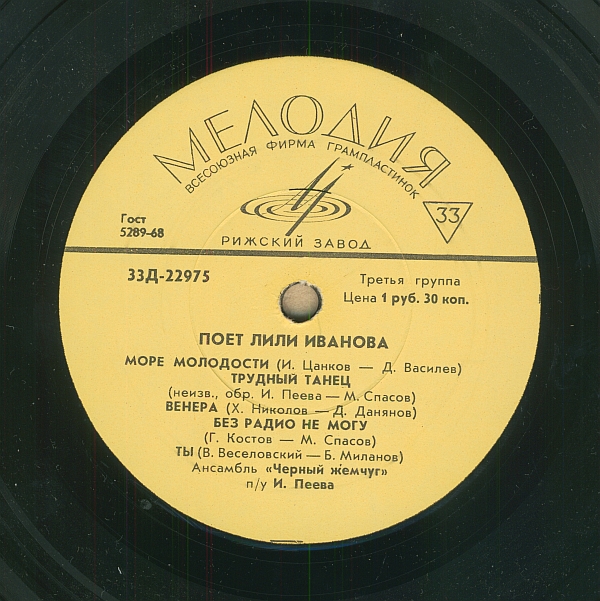 МЕЛОДИЯ
ВСЕСОЮЗНАЯ ФИРМА ГРАМПЛАСТИНОК
33
Гост
5289-68
РИЖСКИЙ ЗАВОД
33Д-22975
Третья группа
Цена 1 руб. 30 коп.
ПОЕТ ЛИЛИ ИВАНОВА
МОРЕ МОЛОДОСТИ (И. Цанков — Д. Василев)
ТРУДНЫЙ ТАНЕЦ
(неизв., обр. И. Пеева — М. Спасов)
ВЕНЕРА (Х. Николов — Д. Данянов)
БЕЗ РАДИО НЕ МОГУ
(Г. Костов — М. Спасов)
ТЫ (В. Веселовский — Б. Миланов)
Ансамбль «Черный жемчуг»
п/у И. Пеева